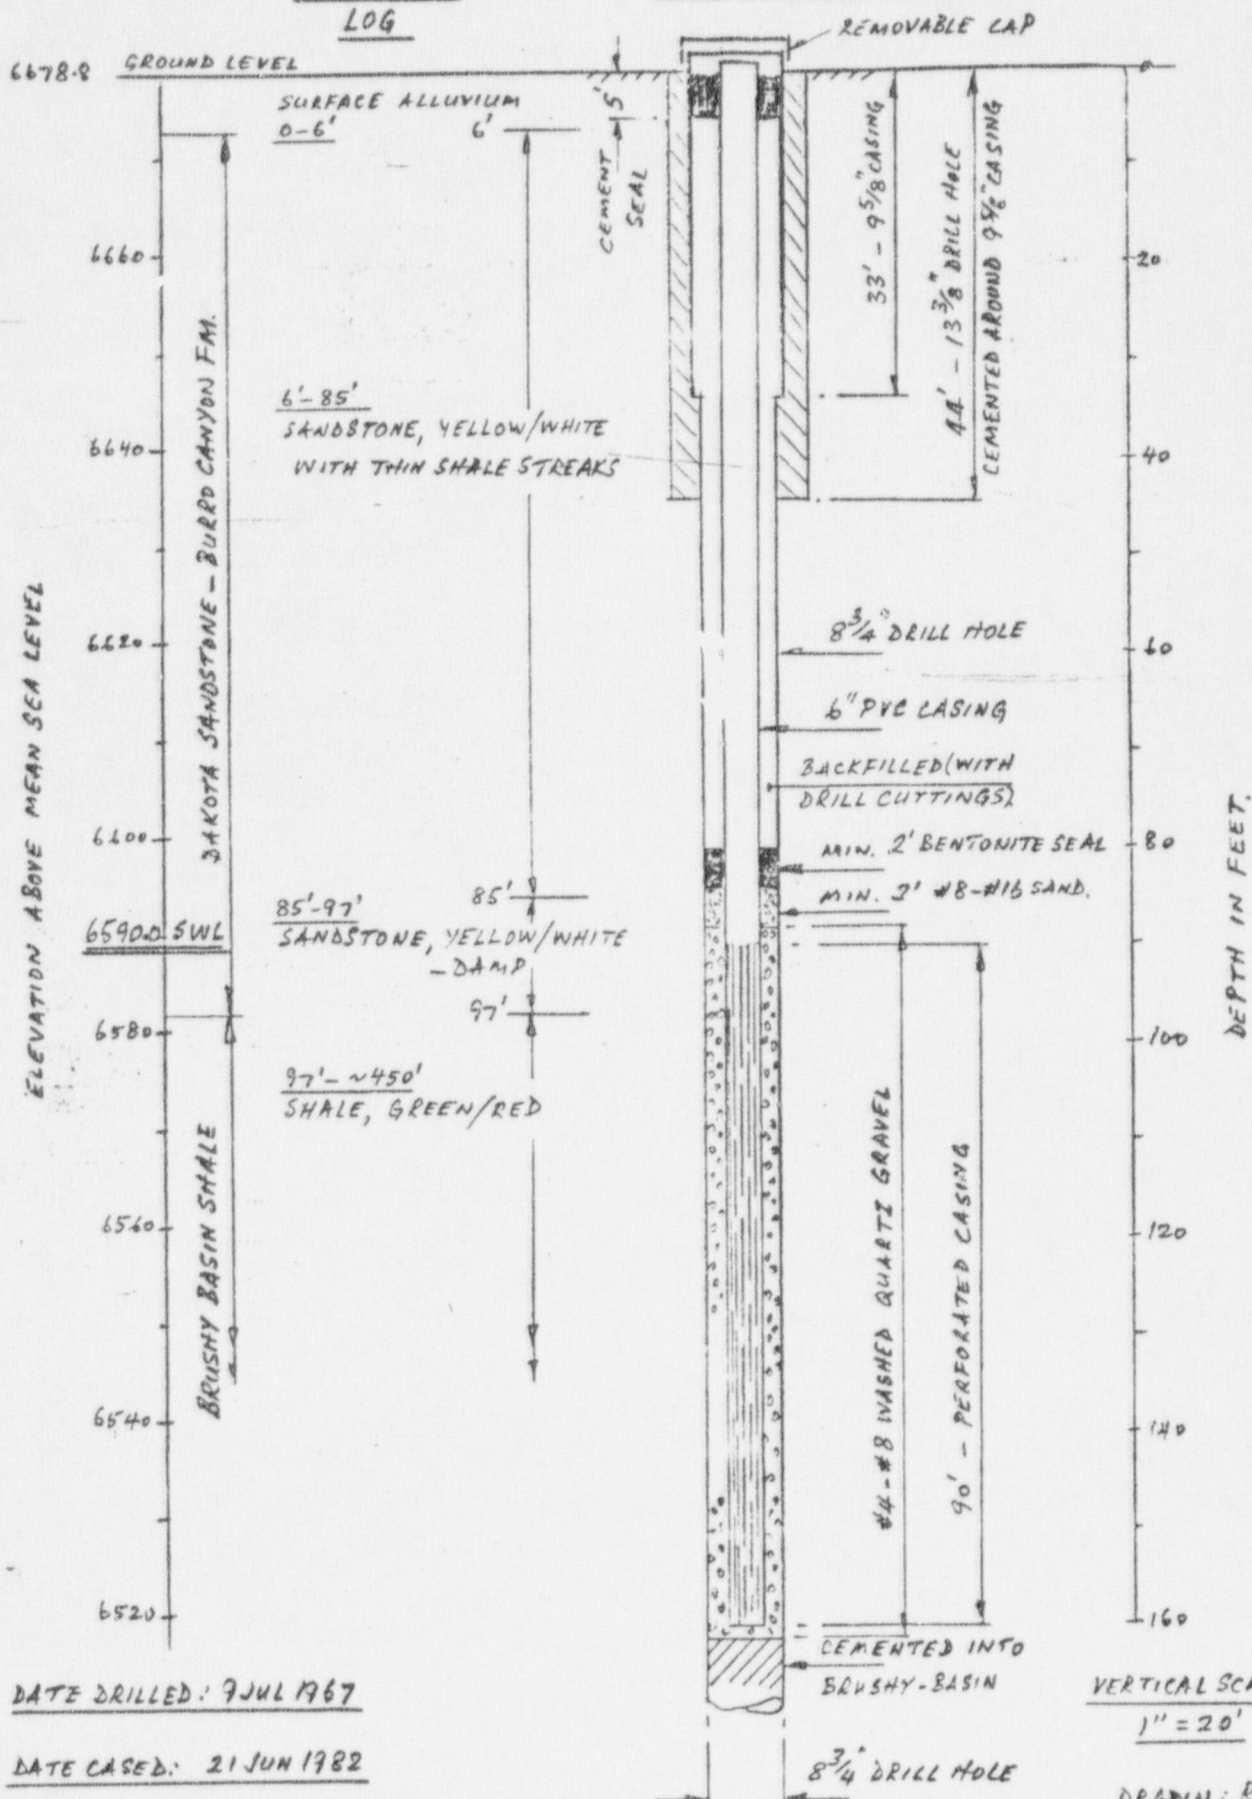 LOG
REMOVABLE CAP
6678.8 GROUND LEVEL
0
SURFACE ALLUVIUM
0-6'
6'
5'
CEMENT
SEAL
33' - 9 5/8" CASING
44' - 13 3/8" DRILL HOLE
CEMENTED AROUND 9 5/8" CASING
6660
20
6'-85'
SANDSTONE, YELLOW/WHITE
WITH THIN SHALE STREAKS
6640
40
DAKOTA SANDSTONE - BURRO CANYON FM.
ELEVATION ABOVE MEAN SEA LEVEL
8 3/4" DRILL HOLE
6620
60
6" PVC CASING
BACKFILLED (WITH
DRILL CUTTINGS)
6600
MIN. 2' BENTONITE SEAL
80
85'
MIN. 2' #8-#16 SAND.
DEPTH IN FEET.
85'-97'
6590.0 SWL
SANDSTONE, YELLOW/WHITE
- DAMP
97'
6580
100
97'- ~450'
SHALE, GREEN/RED
BRUSHY BASIN SHALE
#4-#8 WASHED QUARTZ GRAVEL
90' - PERFORATED CASING
6560
120
6540
140
6520
160
CEMENTED INTO
BRUSHY-BASIN
DATE DRILLED: 9 JUL 1967
VERTICAL SCA
1" = 20'
DATE CASED: 21 JUN 1982
8 3/4" DRILL HOLE
DRAWN: